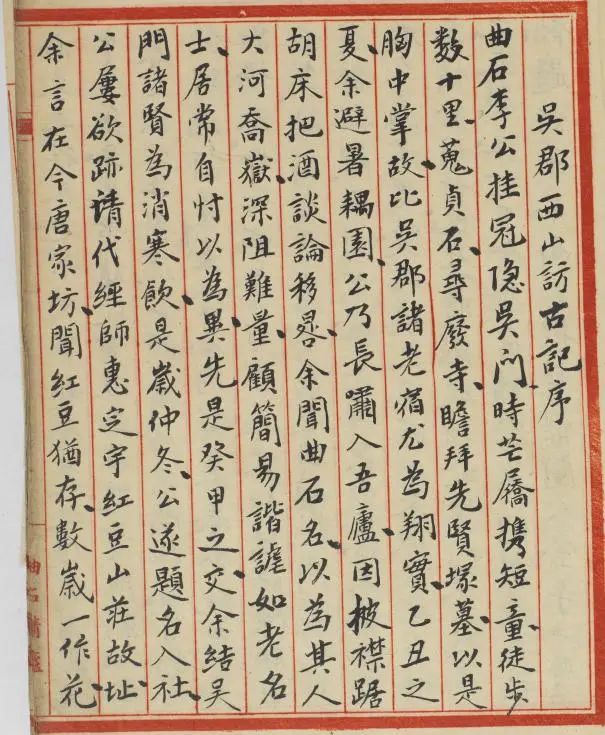 吳郡西山訪古記序
曲石李公挂冠隐吳门時芒屩携短童徒步
数十里蒐貞石尋廢寺瞻拜先賢塚墓以是
胸中掌故比吳郡諸老宿尤為翔實乙丑之
夏余避暑耦園公乃長嘯入吾廬因披襟踞
胡床把酒談論移晷余聞曲石名以為其人
大河喬嶽深阻難量顧簡易諧謔如老名
士居常自忖以為異先是癸甲之交余結吴
門諸賢為消寒飲是歲仲冬公遂題名入社
公屢欲跡请代經師惠定宇紅豆山莊故址
余言在今唐家坊聞紅豆猶存數歲一作花